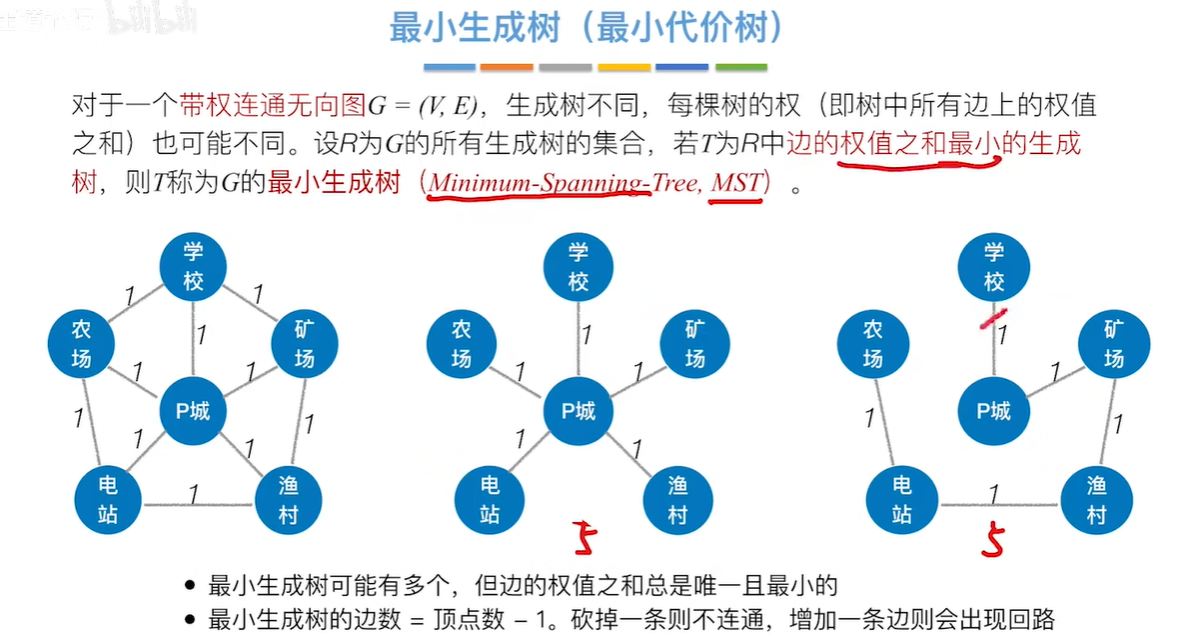 bilibili
最小生成树（最小代价树）
对于一个带权连通无向图G = (V, E)，生成树不同，每棵树的权（即树中所有边上的权值
之和）也可能不同。设R为G的所有生成树的集合，若T为R中边的权值之和最小的生成
树，则T称为G的最小生成树（Minimum-Spanning-Tree, MST）。
学
校
1
1
1
农
场
矿
场
1
1
P城
1
1
1
1
电
站
1
渔
村
学
校
1
农
场
矿
场
1
1
P城
1
1
电
站
渔
村
5
学
校
1
农
场
矿
场
1
P城
1
1
电
站
1
渔
村
5
最小生成树可能有多个，但边的权值之和总是唯一且最小的
最小生成树的边数 = 顶点数 - 1。砍掉一条则不连通，增加一条边则会出现回路